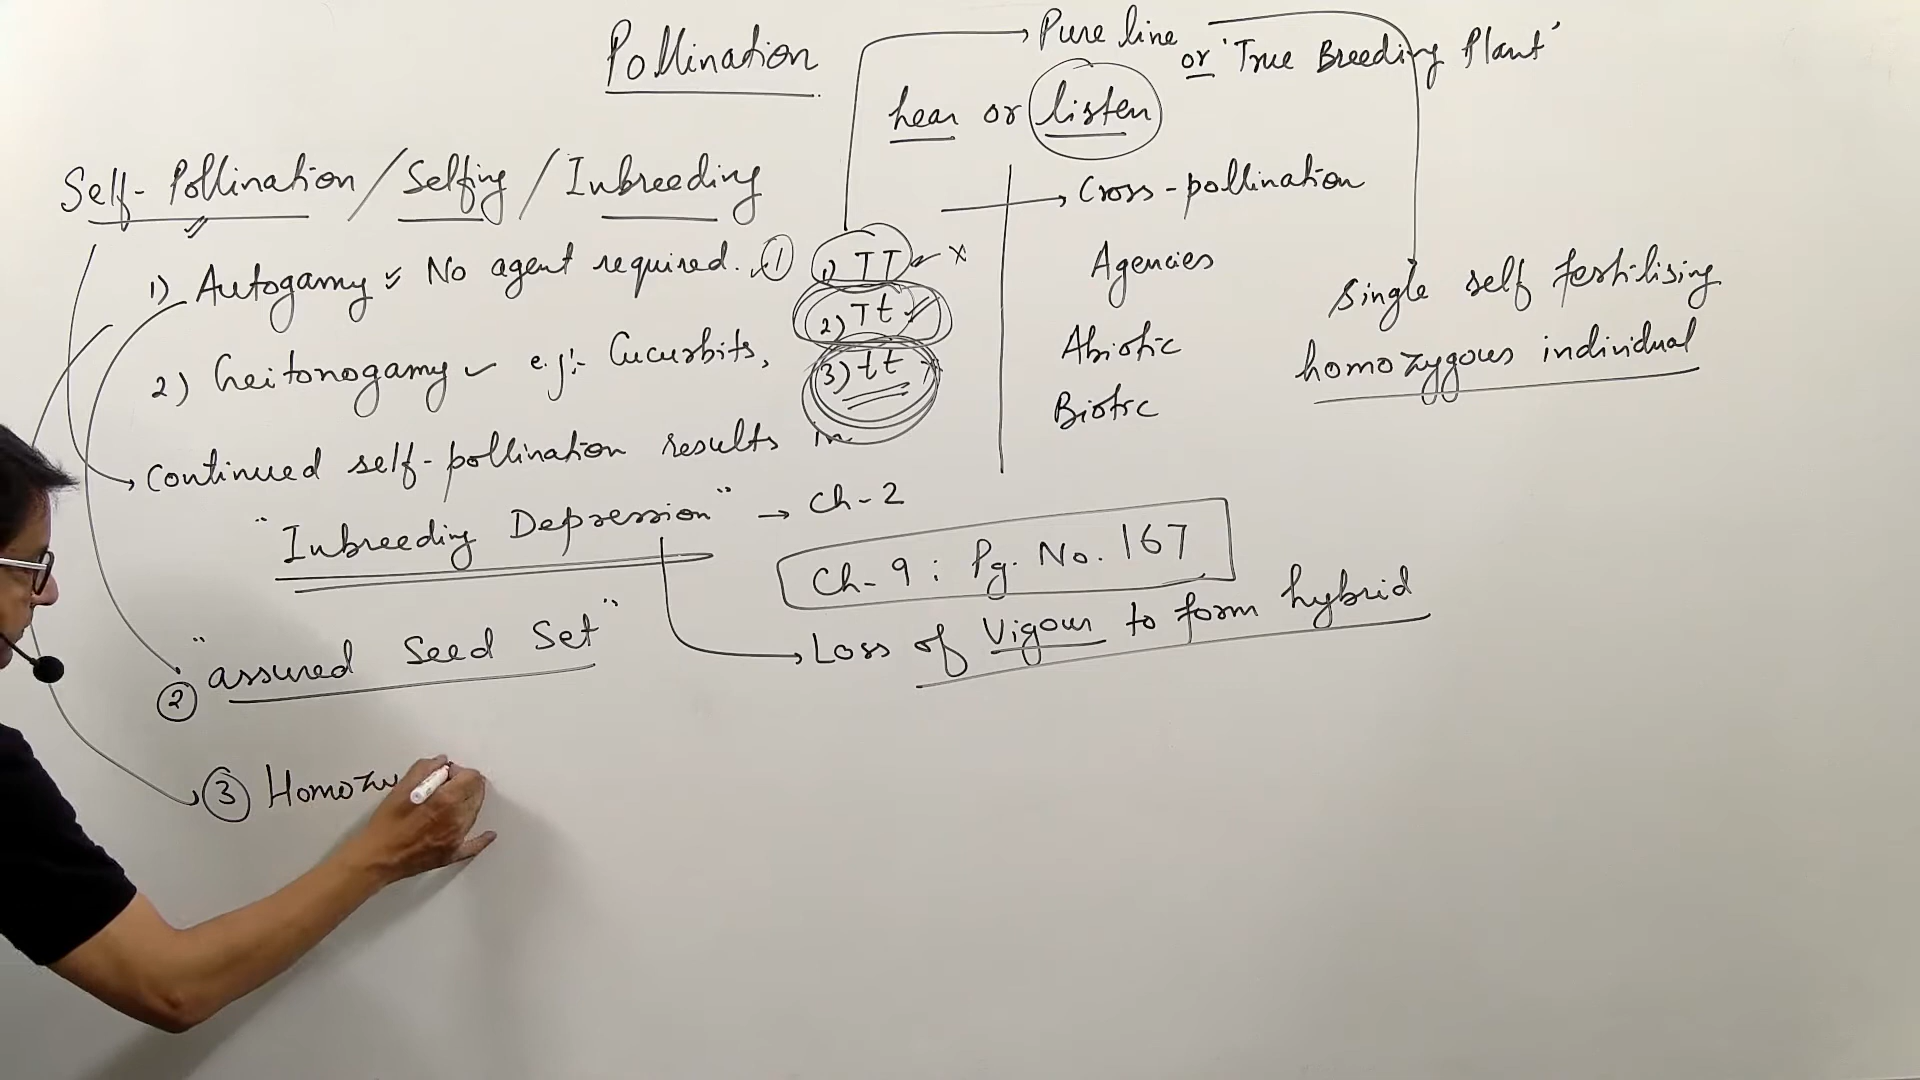 Pollination
Pure line
or 'True Breeding Plant'
hear or listen
Self-Pollination / Selfing / Inbreeding
Cross-pollination
1) Autogamy No agent required. 1
1) TT x
2) Tt
3) tt
2) Geitonogamy e.g:- Cucurbits,
Agencies
Abiotic
Biotic
Single self fertilising
homozygous individual
Continued self-pollination results in
"Inbreeding Depression" → Ch-2
Ch-9: Pg. No. 167
Loss of Vigour to form hybrid
2 "assured Seed Set"
3 Homozy